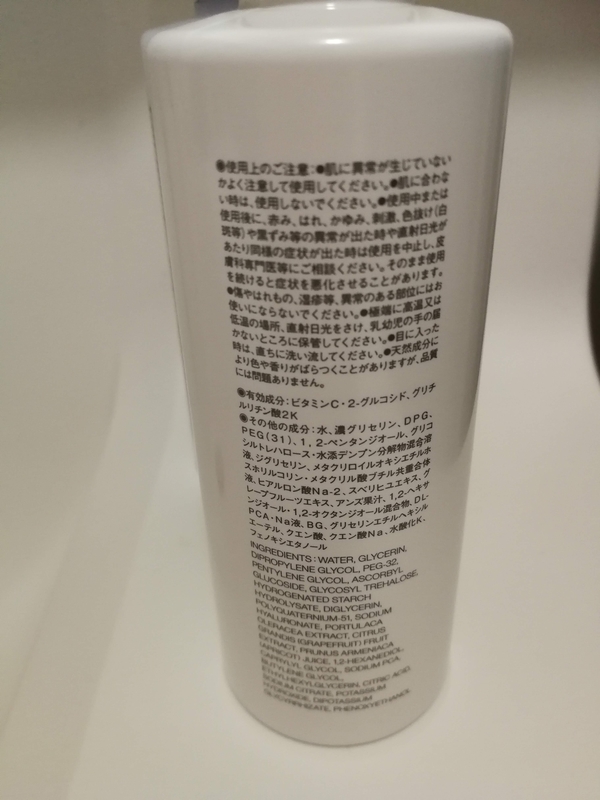 ◉使用上のご注意:●肌に異常が生じていない
かよく注意して使用してください。●肌に合わな
い時は、使用しないでください。●使用中または
使用後に、赤み、はれ、かゆみ、刺激、色抜け(白
斑等)や黒ずみ等の異常が出た時や直射日光が
あたり同様の症状が出た時は使用を中止し、皮
膚科専門医等にご相談ください。そのまま使用
を続けると症状を悪化させることがあります。
●傷やはれもの、湿疹等、異常のある部位にはお
使いにならないでください。●極端に高温又は
低温の場所、直射日光をさけ、乳幼児の手の届
かないところに保管してください。●目に入った
時は、直ちに洗い流してください。●天然成分に
より色や香りがばらつくことがありますが、品質
には問題ありません。
◉有効成分:ビタミンC・2-グルコシド、グリチ
ルリチン酸2K
◉その他の成分:水、濃グリセリン、DPG、
PEG(31)、1,2-ペンタンジオール、グリコ
シルトレハロース・水添デンプン分解物混合溶
液、ジグリセリン、メタクリロイルオキシエチルホ
スホリルコリン・メタクリル酸ブチル共重合体
液、ヒアルロン酸Na-2、スベリヒユエキス、グ
レープフルーツエキス、アンズ果汁、1,2-ヘキサ
ンジオール・1,2-オクタンジオール混合物、DL-
PCA・Na液、BG、グリセリンエチルヘキシル
エーテル、クエン酸、クエン酸Na、水酸化K、
フェノキシエタノール
INGREDIENTS: WATER, GLYCERIN,
DIPROPYLENE GLYCOL, PEG-32,
PENTYLENE GLYCOL, ASCORBYL
GLUCOSIDE, GLYCOSYL TREHALOSE,
HYDROGENATED STARCH
HYDROLYSATE, DIGLYCERIN,
POLYQUATERNIUM-51, SODIUM
HYALURONATE, PORTULACA
OLERACEA EXTRACT, CITRUS
GRANDIS (GRAPEFRUIT) FRUIT
EXTRACT, PRUNUS ARMENIACA
(APRICOT) JUICE, 1,2-HEXANEDIOL,
CAPRYLYL GLYCOL, SODIUM PCA,
BUTYLENE GLYCOL,
ETHYLHEXYLGLYCERIN, CITRIC ACID,
SODIUM CITRATE, POTASSIUM
HYDROXIDE, DIPOTASSIUM
GLYCYRRHIZATE, PHENOXYETHANOL